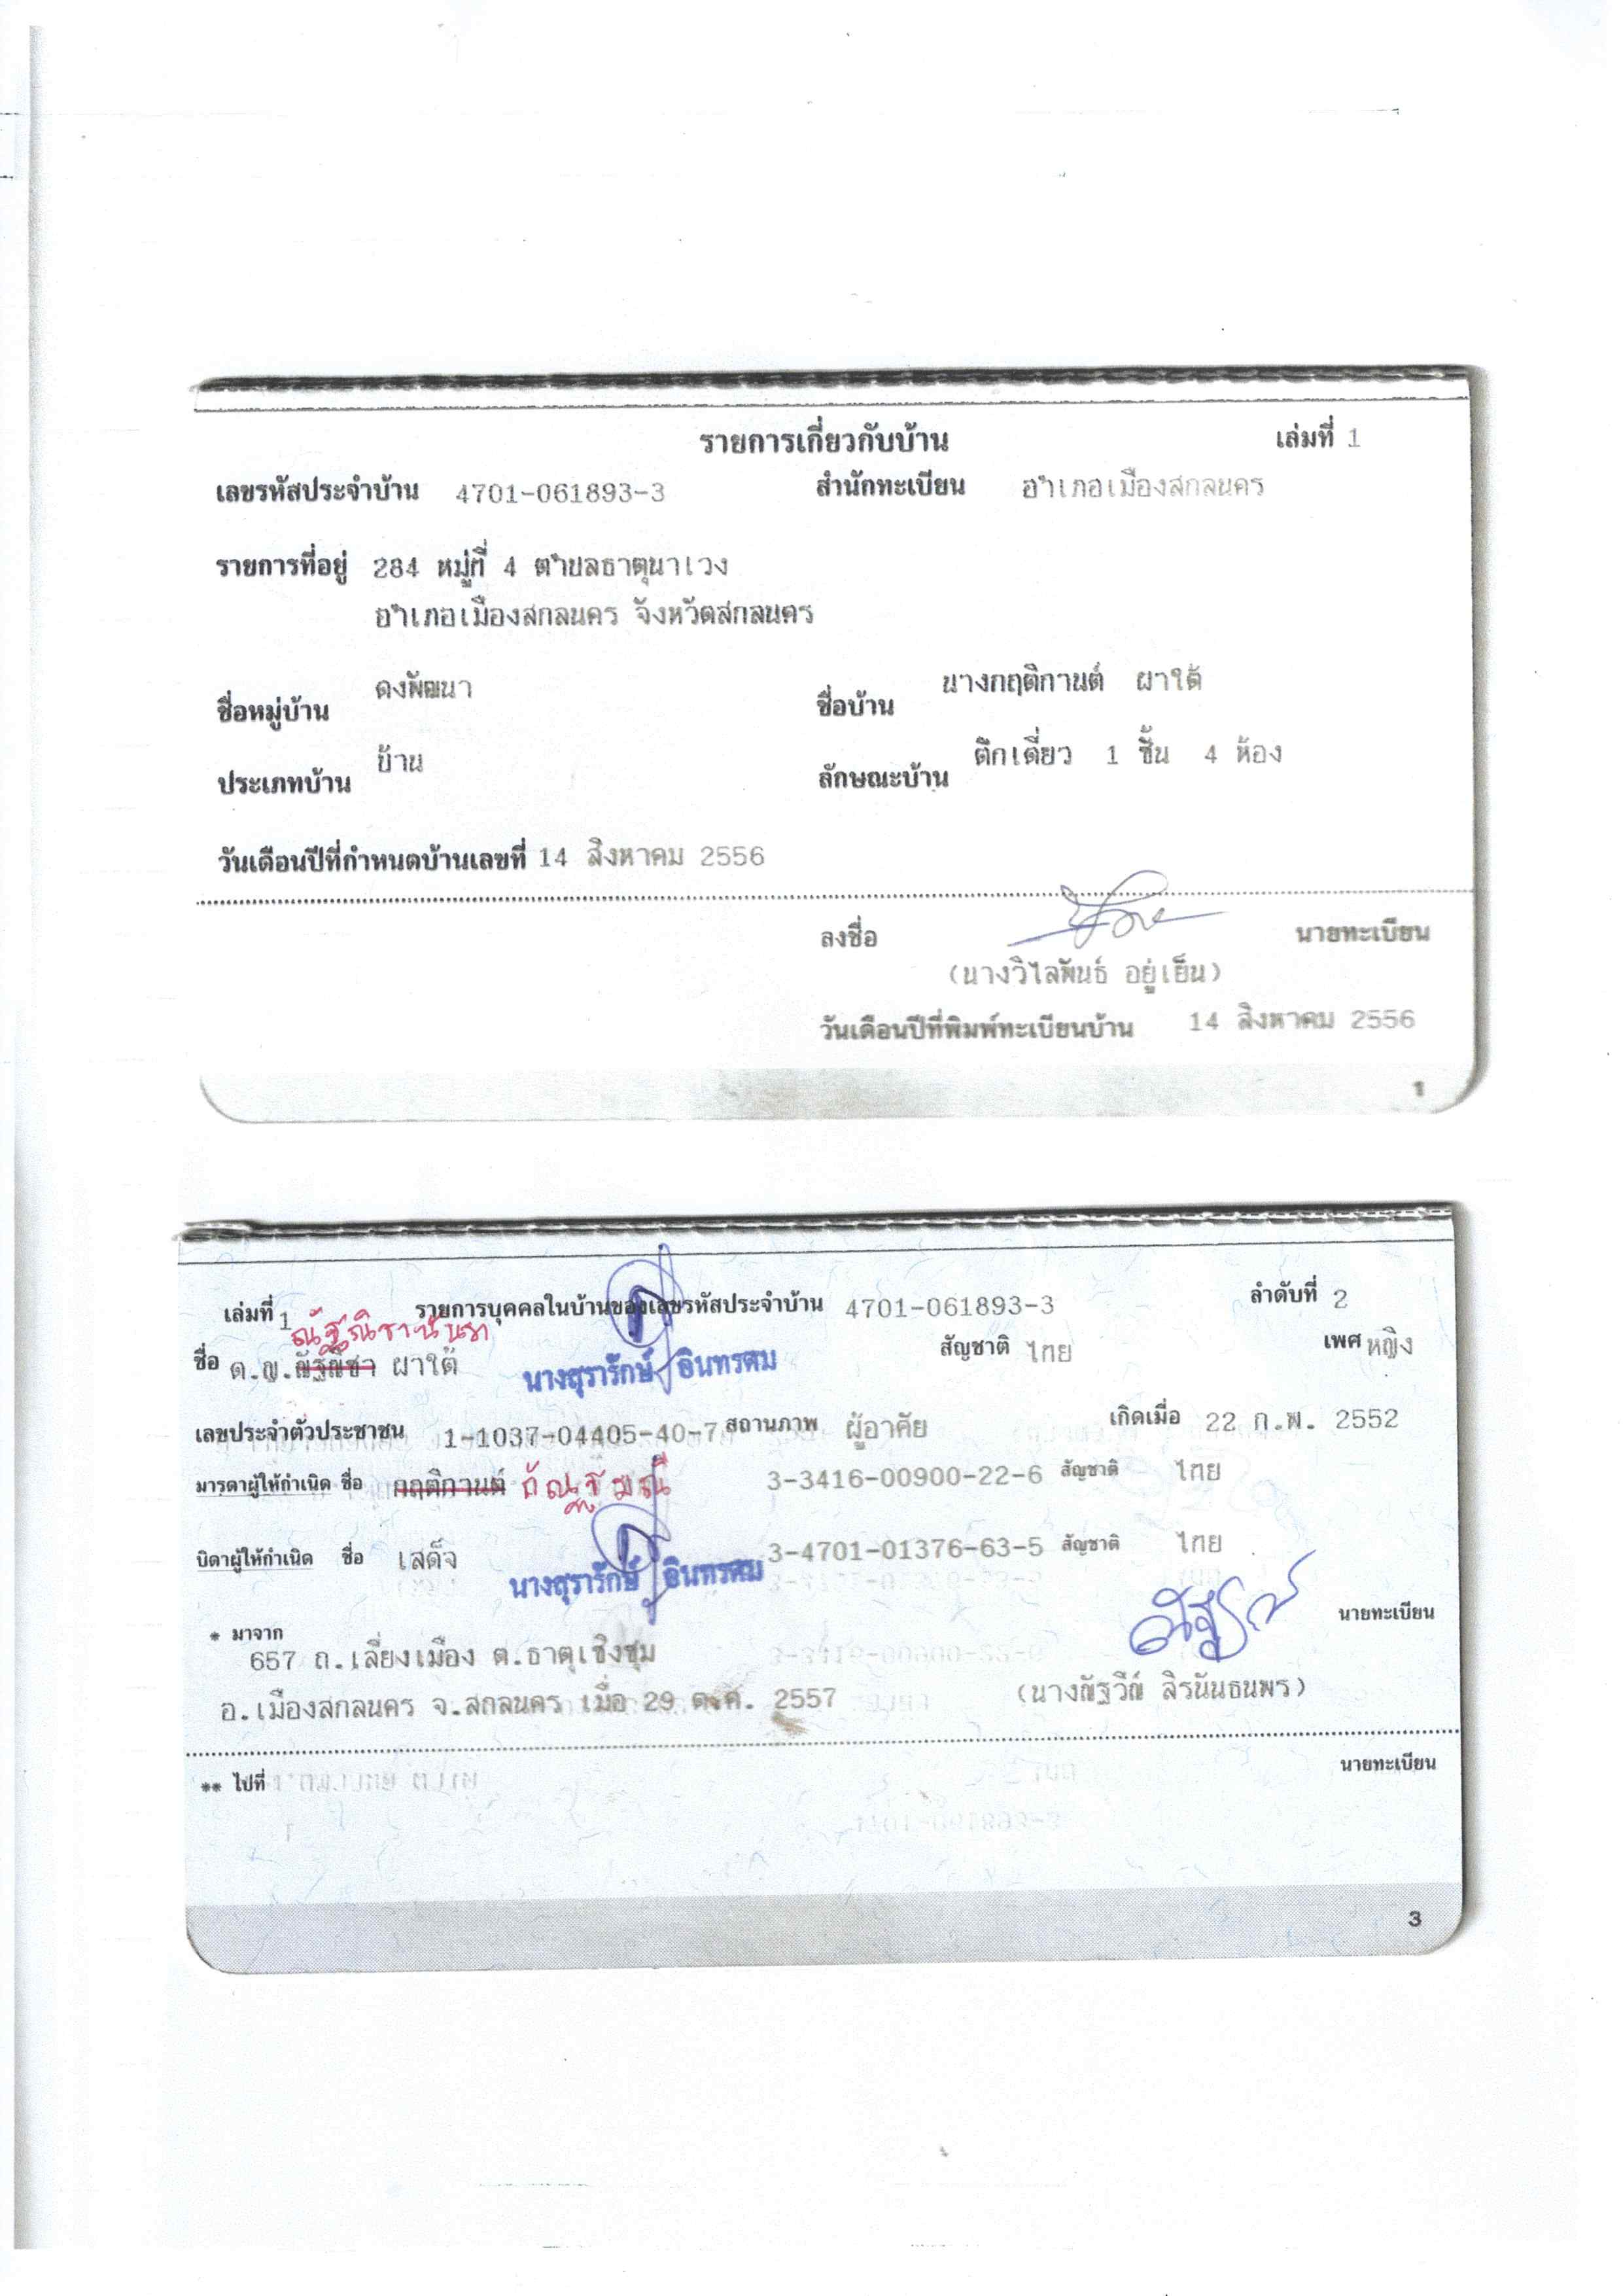 รายการเกี่ยวกับบ้าน เล่มที่ 1
เลขรหัสประจำบ้าน 4701-061893-3 สำนักทะเบียน อำเภอเมืองสกลนคร
รายการที่อยู่ 284 หมู่ที่ 4 ตำบลธาตุนาเวง
อำเภอเมืองสกลนคร จังหวัดสกลนคร
ชื่อหมู่บ้าน ดงพัฒนา ชื่อบ้าน นางกฤติกานต์ ผาใต้
ประเภทบ้าน บ้าน ลักษณะบ้าน ตึกเดี่ยว 1 ชั้น 4 ห้อง
วันเดือนปีที่กำหนดบ้านเลขที่ 14 สิงหาคม 2556
ลงชื่อ นายทะเบียน
(นางวิไลพันธ์ อยู่เย็น)
วันเดือนปีที่พิมพ์ทะเบียนบ้าน 14 สิงหาคม 2556
1
เล่มที่ 1 รายการบุคคลในบ้านของเลขรหัสประจำบ้าน 4701-061893-3 ลำดับที่ 2
ณัฐณิชานันท์
ชื่อ ด.ญ.ณัฐณิชา ผาใต้ สัญชาติ ไทย เพศ หญิง
นางสุรารักษ์ อินทรตม
เลขประจำตัวประชาชน 1-1037-04405-40-7 สถานภาพ ผู้อาศัย เกิดเมื่อ 22 ก.พ. 2552
มารดาผู้ให้กำเนิด ชื่อ กฤติกานต์ กัณฐมณี 3-3416-00900-22-6 สัญชาติ ไทย
บิดาผู้ให้กำเนิด ชื่อ เสด็จ 3-4701-01376-63-5 สัญชาติ ไทย
นางสุรารักษ์ อินทรตม
* มาจาก นายทะเบียน
657 ถ.เลี่ยงเมือง ต.ธาตุเชิงชุม
อ.เมืองสกลนคร จ.สกลนคร เมื่อ 29 ต.ค. 2557 (นางณัฐวีณ์ ลิรนันธนพร)
** ไปที่ นายทะเบียน
3